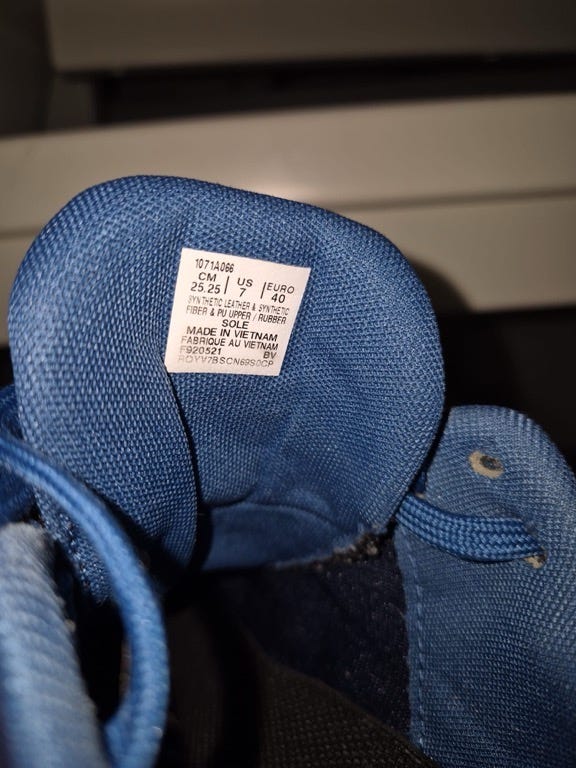 1071A066
CM | US | EURO
25.25 | 7 | 40
SYNTHETIC LEATHER & SYNTHETIC
FIBER & PU UPPER / RUBBER
SOLE
MADE IN VIETNAM
FABRIQUE AU VIETNAM
F920521 BV